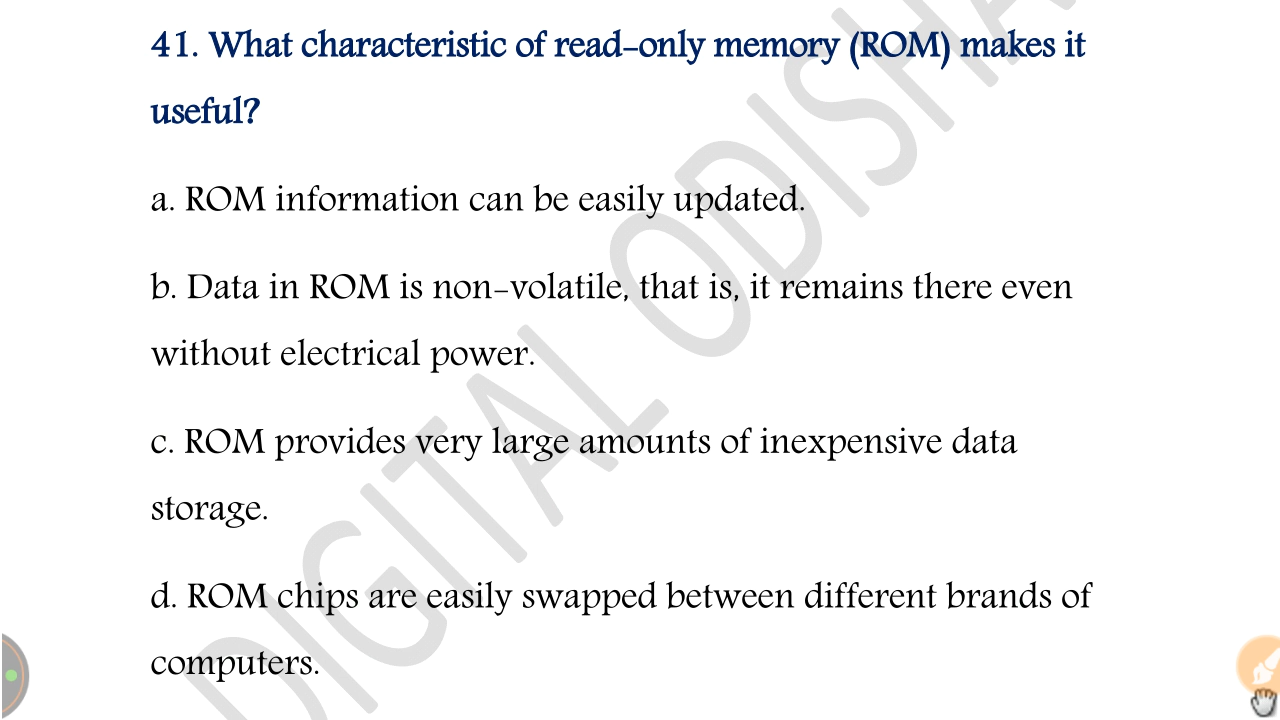 41. What characteristic of read-only memory (ROM) makes it
useful?
a. ROM information can be easily updated.
b. Data in ROM is non-volatile, that is, it remains there even
without electrical power.
c. ROM provides very large amounts of inexpensive data
storage.
d. ROM chips are easily swapped between different brands of
computers.
DIGITAL ODISHA